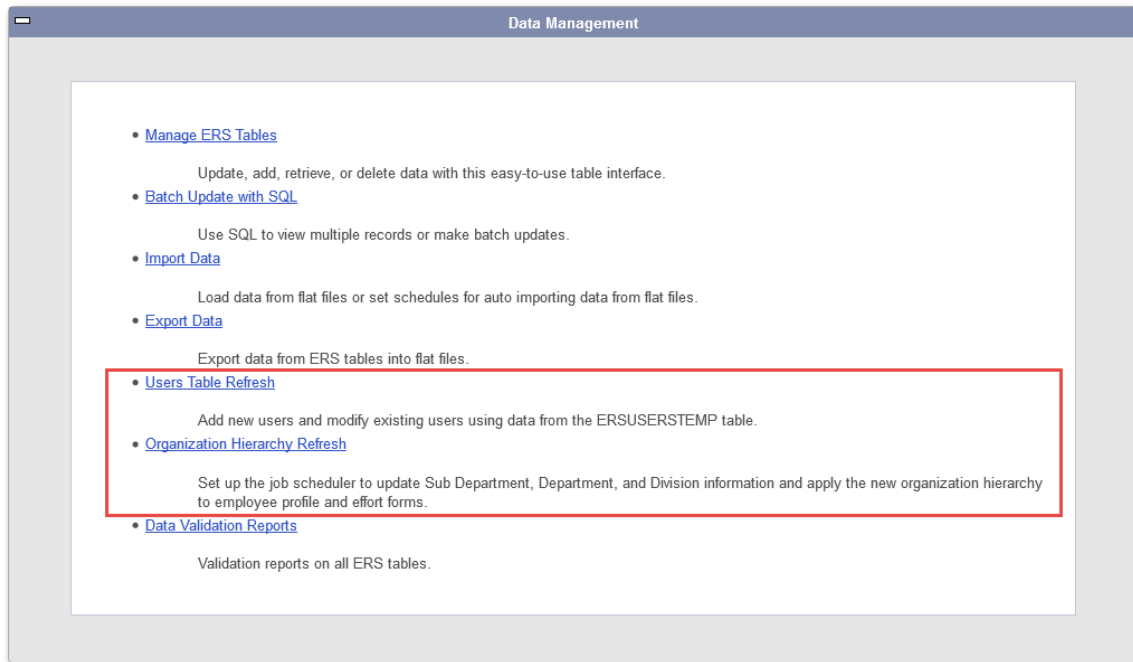 Data Management
• Manage ERS Tables
Update, add, retrieve, or delete data with this easy-to-use table interface.
• Batch Update with SQL
Use SQL to view multiple records or make batch updates.
• Import Data
Load data from flat files or set schedules for auto importing data from flat files.
• Export Data
Export data from ERS tables into flat files.
• Users Table Refresh
Add new users and modify existing users using data from the ERSUSERSTEMP table.
• Organization Hierarchy Refresh
Set up the job scheduler to update Sub Department, Department, and Division information and apply the new organization hierarchy
to employee profile and effort forms.
• Data Validation Reports
Validation reports on all ERS tables.